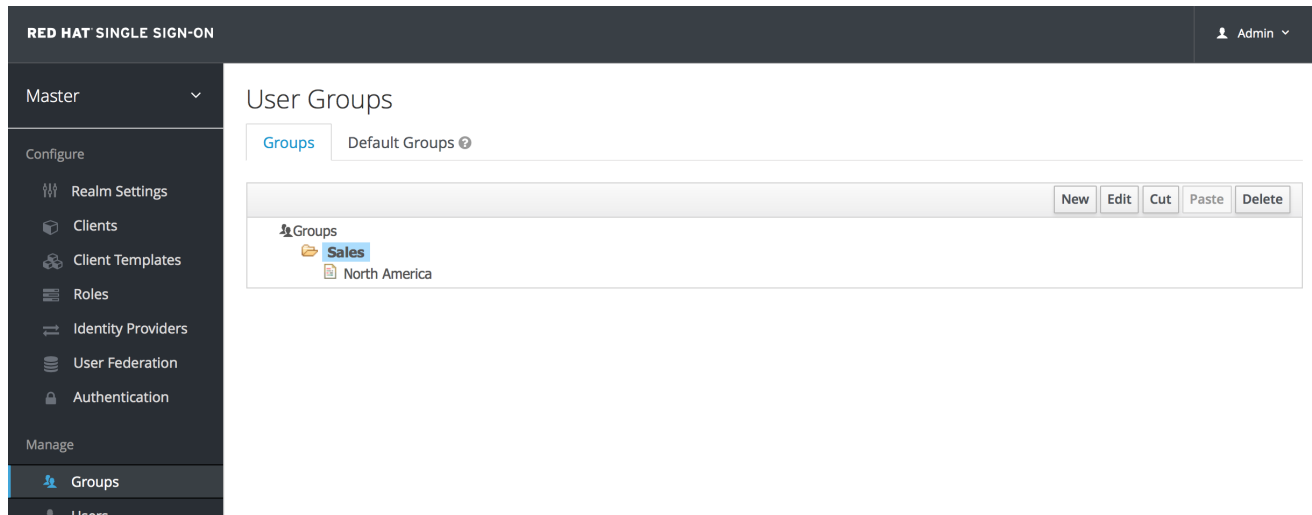 RED HAT® SINGLE SIGN-ON
Admin
Master
Configure
Realm Settings
Clients
Client Templates
Roles
Identity Providers
User Federation
Authentication
Manage
Groups
Users
User Groups
Groups
Default Groups
New
Edit
Cut
Paste
Delete
Groups
Sales
North America